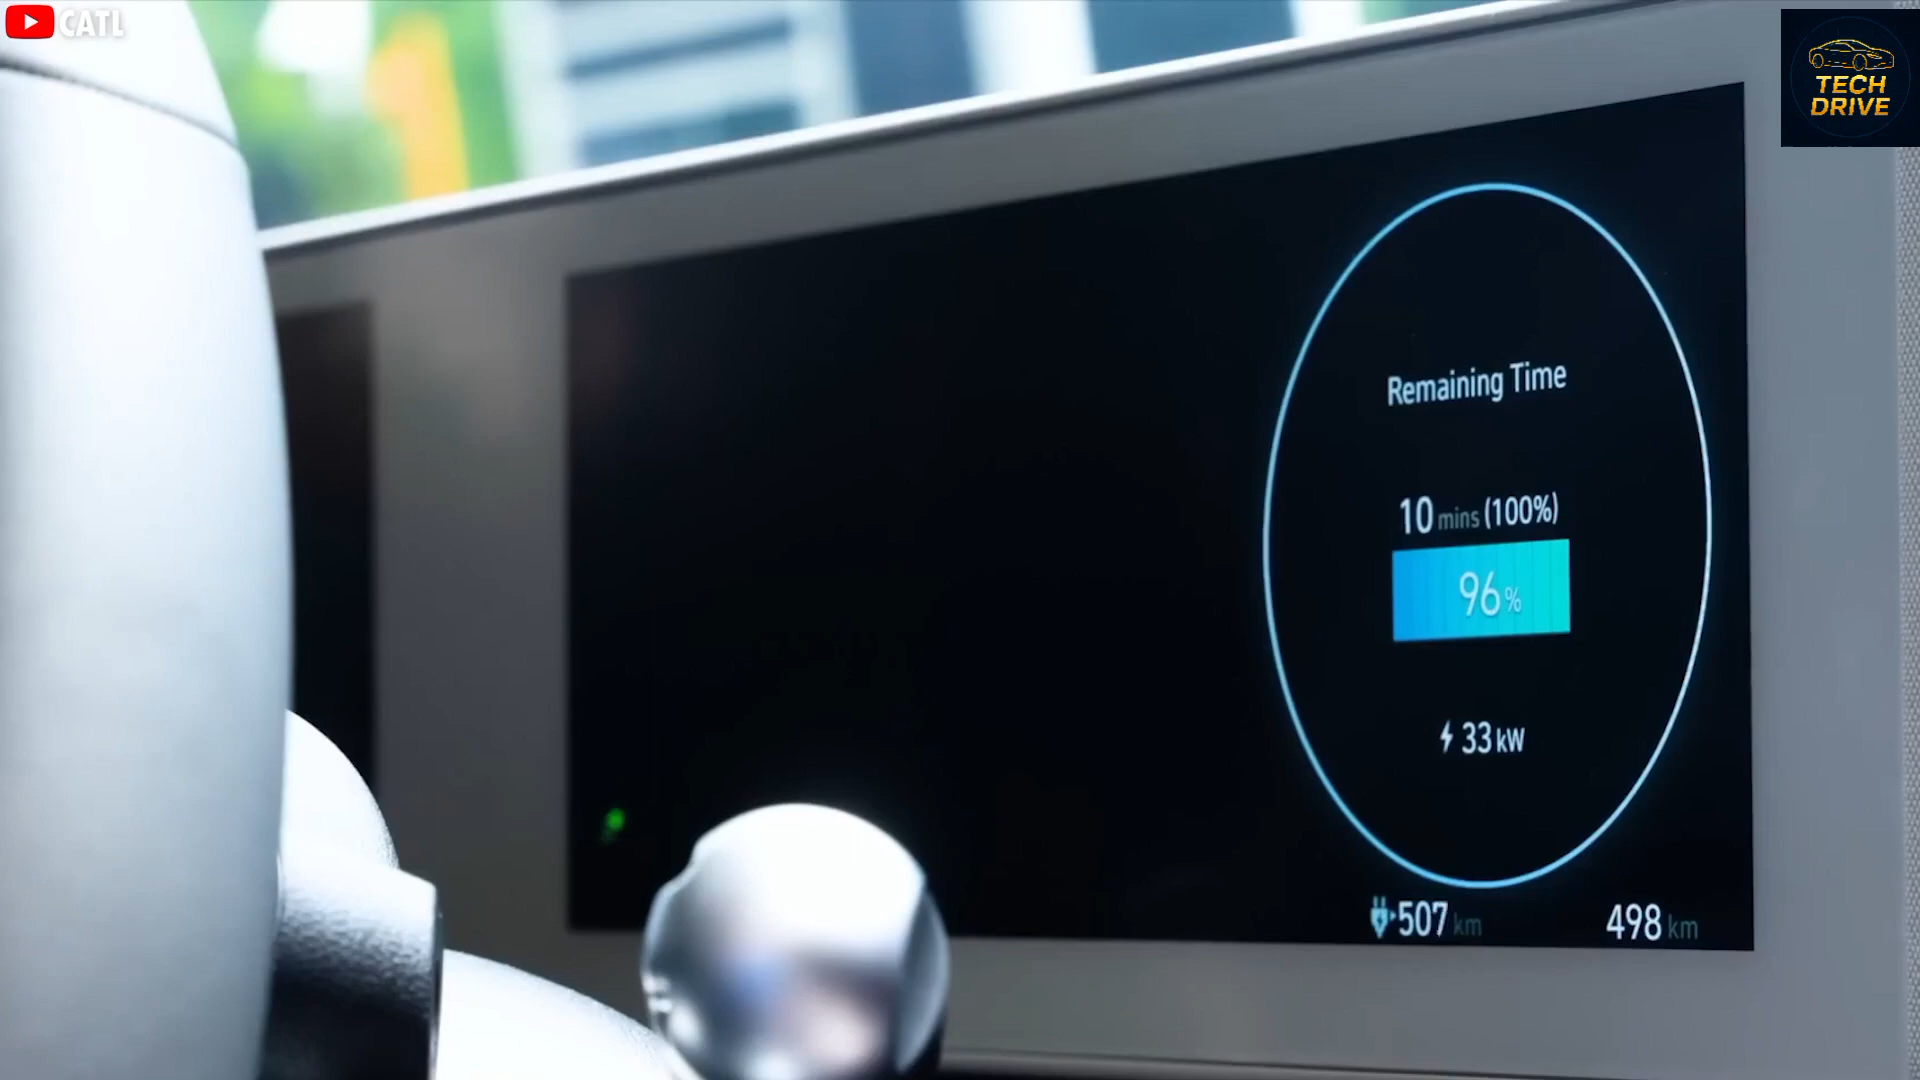 CATL
TECH
DRIVE
Remaining Time
10 mins (100%)
96%
33 kW
507 km
498 km